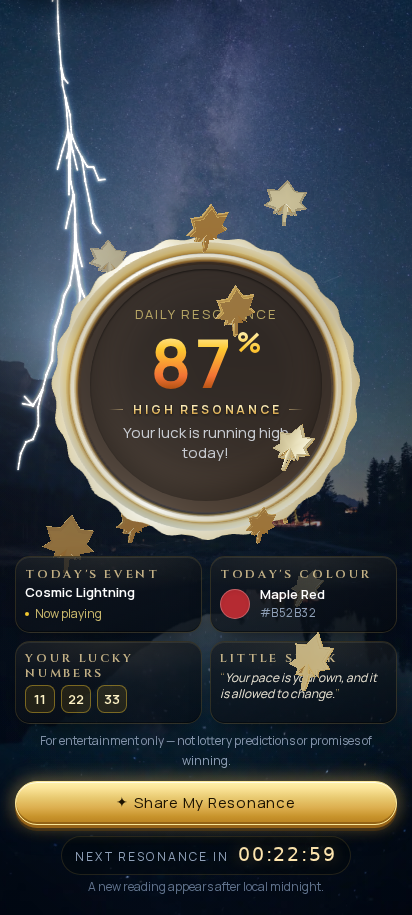 DAILY RESONANCE
87%
HIGH RESONANCE
Your luck is running high
today!
TODAY'S EVENT
Cosmic Lightning
• Now playing
TODAY'S COLOUR
Maple Red
#B52B32
YOUR LUCKY
NUMBERS
11 22 33
LITTLE
"Your pace is your own, and it
is allowed to change."
For entertainment only — not lottery predictions or promises of
winning.
✦ Share My Resonance
NEXT RESONANCE IN 00:22:59
A new reading appears after local midnight.